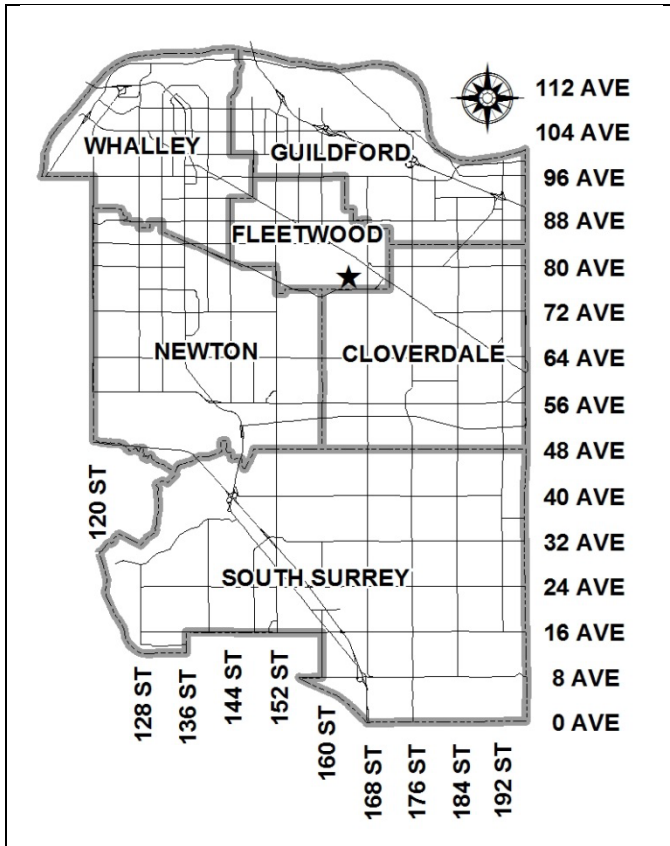 112 AVE
104 AVE
WHALLEY
GUILDFORD
96 AVE
88 AVE
FLEETWOOD
80 AVE
72 AVE
NEWTON
CLOVERDALE
64 AVE
56 AVE
48 AVE
120 ST
40 AVE
32 AVE
SOUTH SURREY
24 AVE
16 AVE
8 AVE
0 AVE
128 ST
136 ST
144 ST
152 ST
160 ST
168 ST
176 ST
184 ST
192 ST